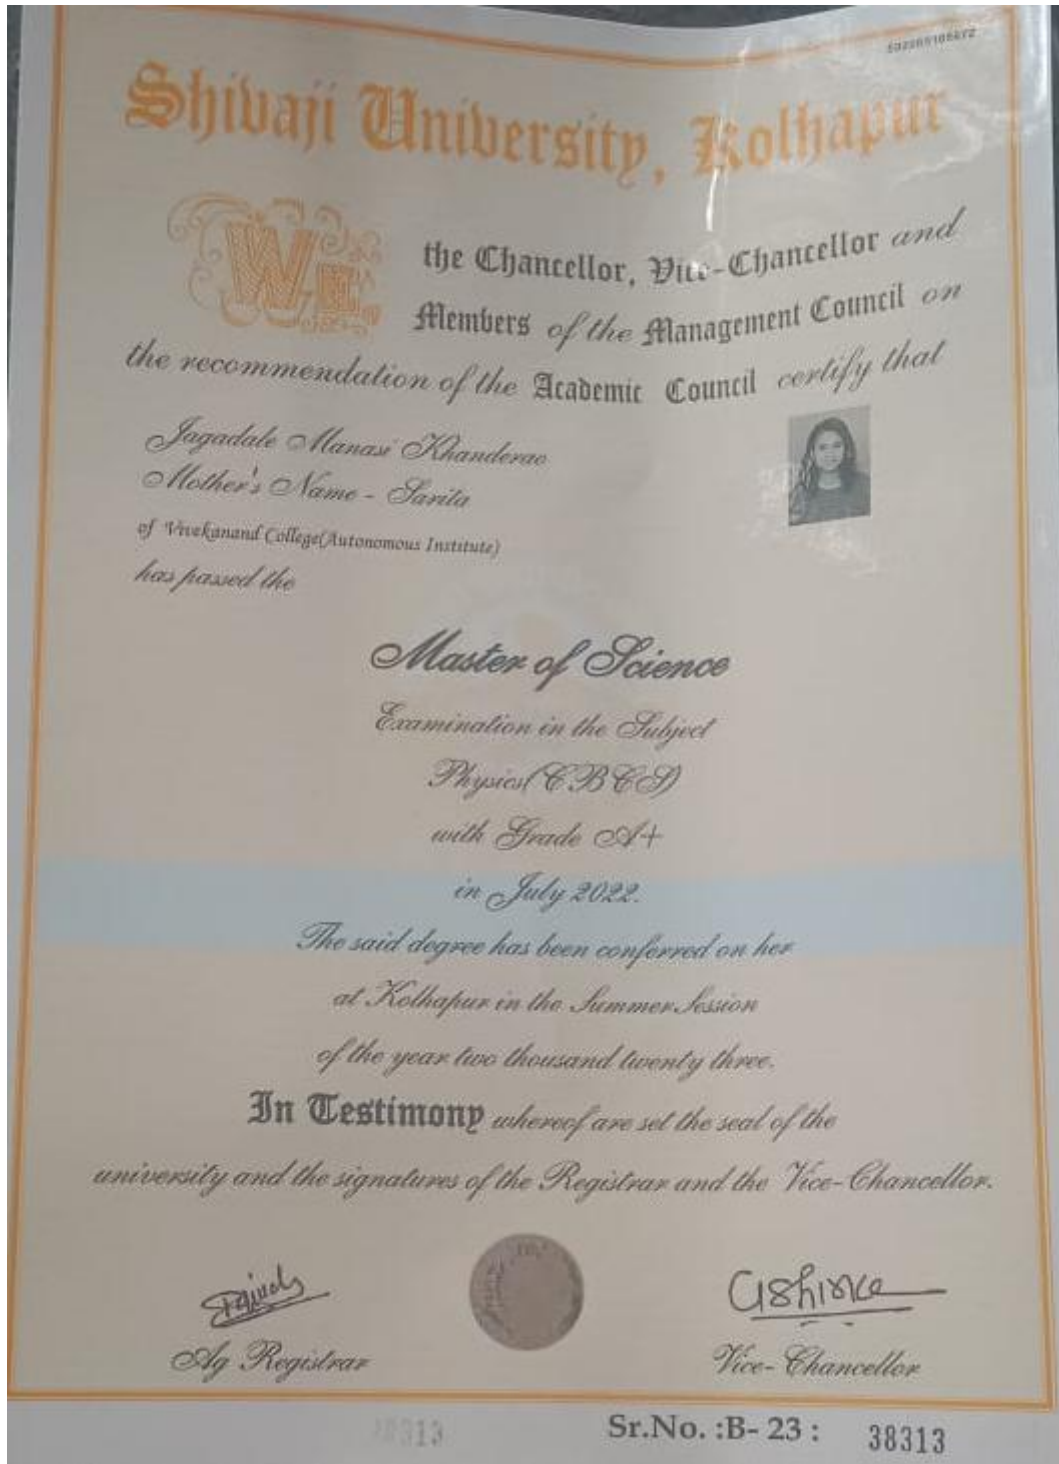 Shivaji University, Kolhapur
We the Chancellor, Vice-Chancellor and
Members of the Management Council on
the recommendation of the Academic Council certify that
Jagadale Manasi Khanderao
Mother's Name - Sarita
of Vivekanand College(Autonomous Institute)
has passed the
Master of Science
Examination in the Subject
Physics(CBCS)
with Grade A+
in July 2022.
The said degree has been conferred on her
at Kolhapur in the Summer Session
of the year two thousand twenty three.
In Testimony whereof are set the seal of the
university and the signatures of the Registrar and the Vice-Chancellor.
Ag Registrar
Vice-Chancellor
38313
Sr.No. :B- 23 : 38313